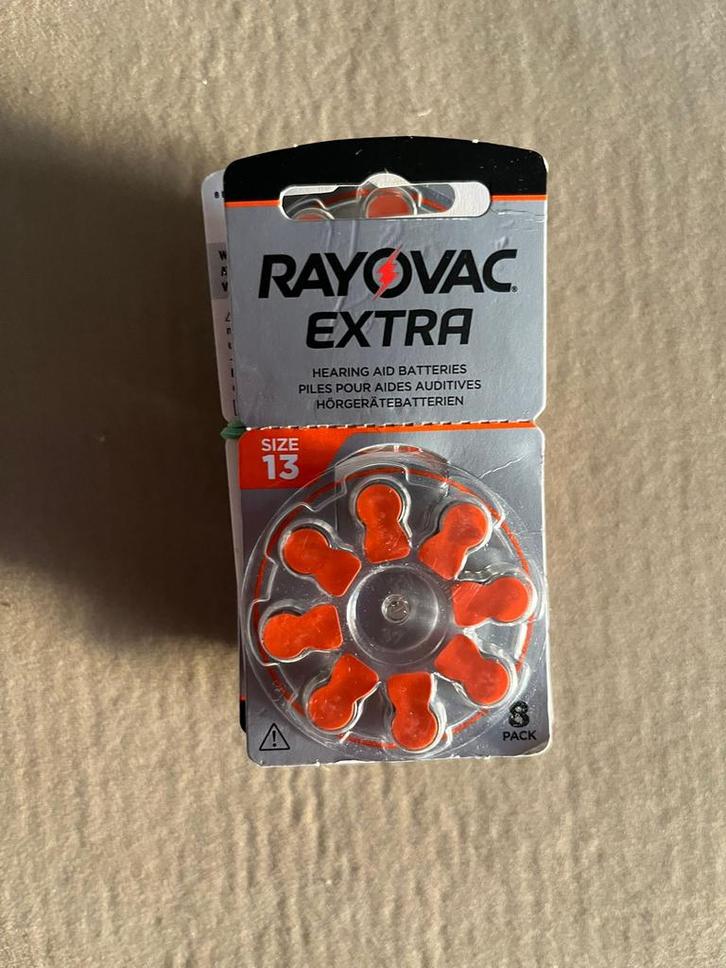 RAYOVAC
EXTRA
HEARING AID BATTERIES
PILES POUR AIDES AUDITIVES
HÖRGERÄTEBATTERIEN
SIZE
13
8
PACK